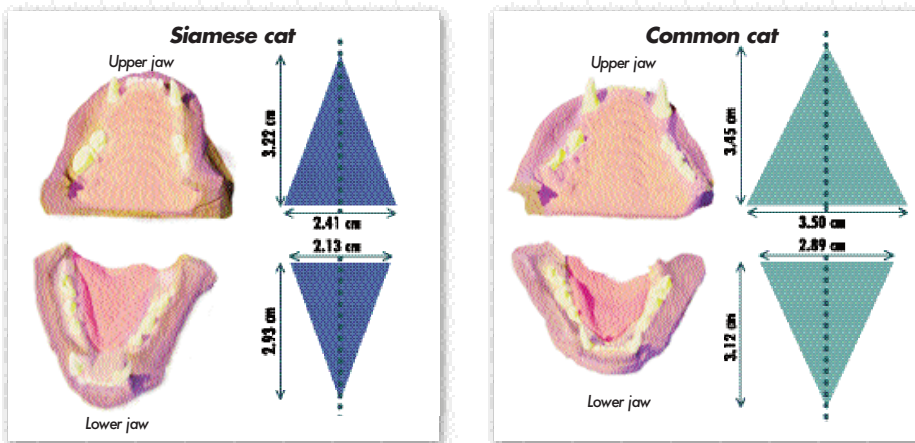 Siamese cat
Upper jaw
3.22 cm
2.41 cm
2.13 cm
2.93 cm
Lower jaw
Common cat
Upper jaw
3.45 cm
3.50 cm
2.89 cm
3.12 cm
Lower jaw